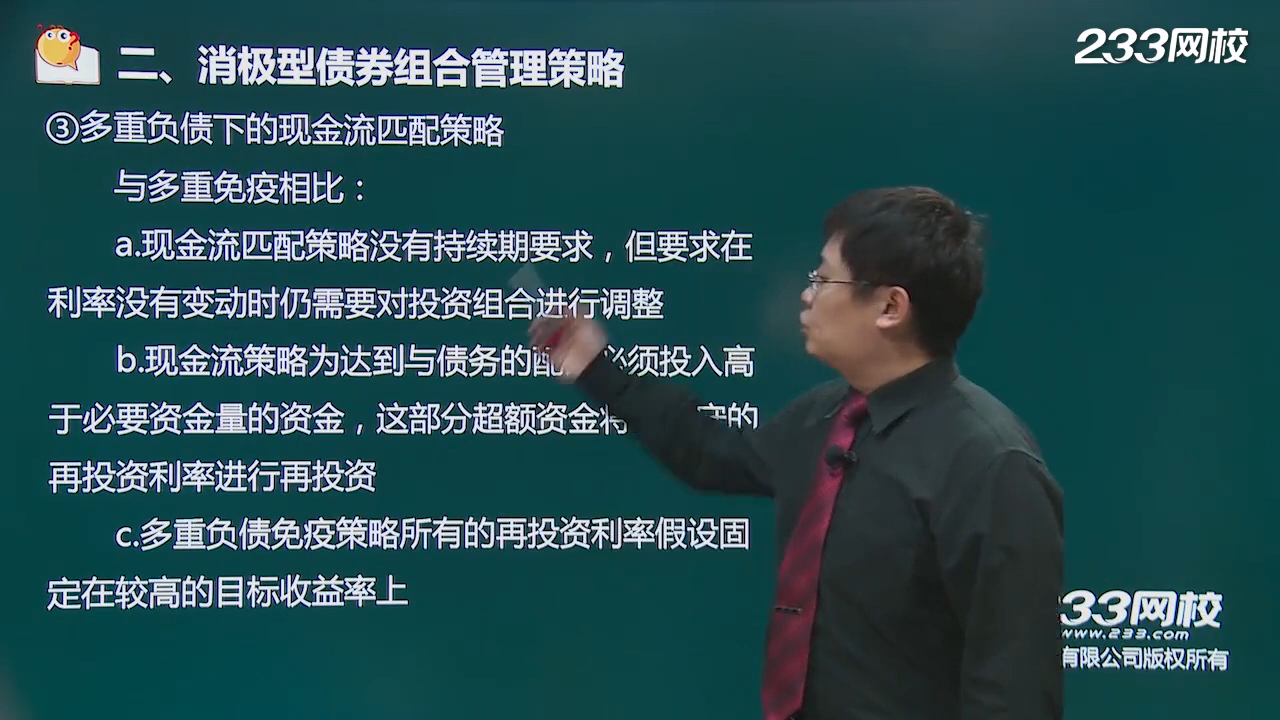 233网校
二、消极型债券组合管理策略
③多重负债下的现金流匹配策略
与多重免疫相比：
a.现金流匹配策略没有持续期要求，但要求在
利率没有变动时仍需要对投资组合进行调整
b.现金流策略为达到与债务的配 必须投入高
于必要资金量的资金，这部分超额资金将 的
再投资利率进行再投资
c.多重负债免疫策略所有的再投资利率假设固
定在较高的目标收益率上
233网校
www.233.com
有限公司版权所有